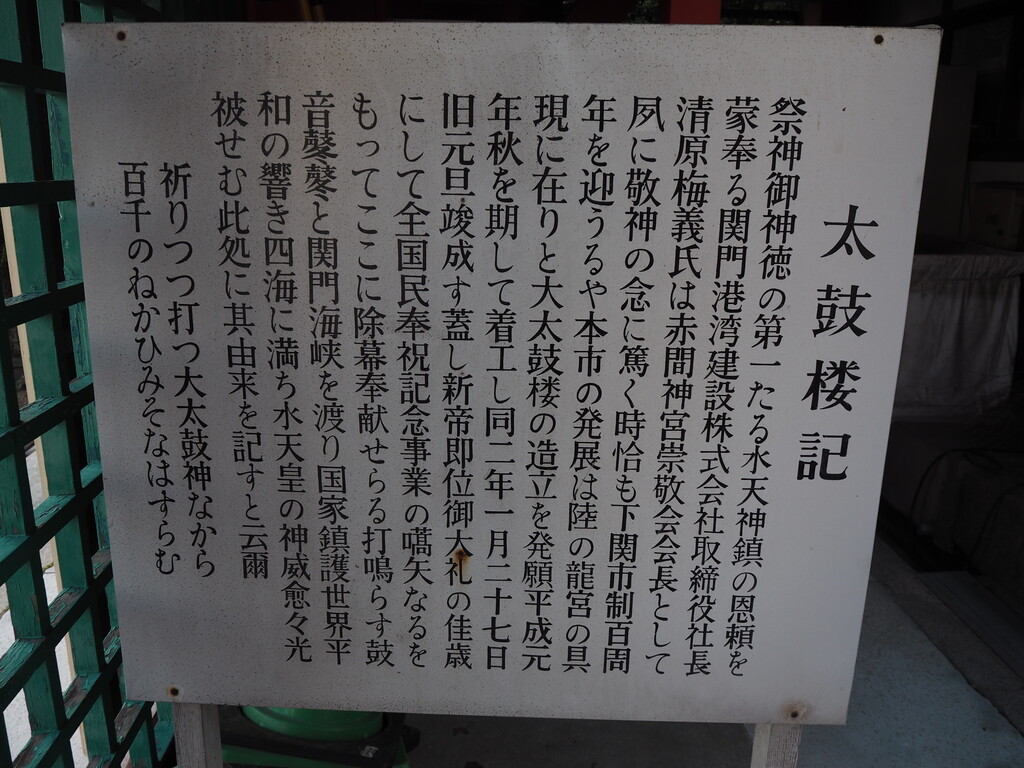 太鼓楼記
祭神御神徳の第一たる水天神鎮の恩頼を
蒙奉る関門港湾建設株式会社取締役社長
清原梅義氏は赤間神宮崇敬会会長として
夙に敬神の念に篤く時恰も下関市制百周
年を迎うるや本市の発展は陸の龍宮の具
現に在りと大太鼓楼の造立を発願平成元
年秋を期して着工し同二年一月二十七日
旧元旦竣成す蓋し新帝即位御大礼の佳歳
にして全国民奉祝記念事業の嚆矢なるを
もってここに除幕奉献せらる打鳴らす鼓
音鼕鼕と関門海峡を渡り国家鎮護世界平
和の響き四海に満ち水天皇の神威愈々光
被せむ此処に其由来を記すと云爾
祈りつつ打つ大太鼓神なから
百千のねかひみそなはすらむ